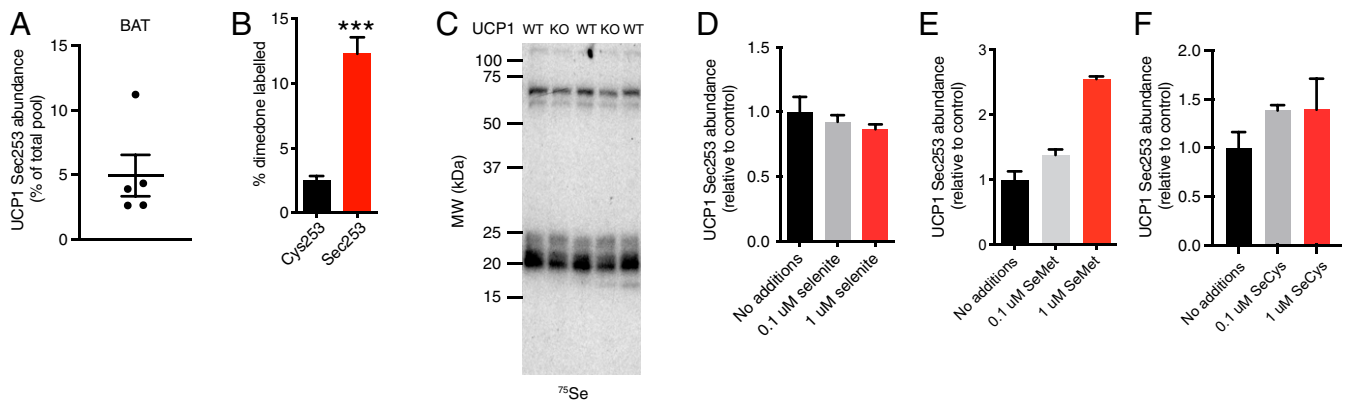 A
BAT
UCP1 Sec253 abundance
(% of total pool)
15
10
5
0
B
% dimedone labelled
15
10
5
0
***
Cys253
Sec253
C
UCP1 WT KO WT KO WT
MW (kDa)
100
75
50
37
25
20
15
⁷⁵Se
D
UCP1 Sec253 abundance
(relative to control)
1.5
1.0
0.5
0.0
No additions
0.1 uM selenite
1 uM selenite
E
UCP1 Sec253 abundance
(relative to control)
3
2
1
0
No additions
0.1 uM SeMet
1 uM SeMet
F
UCP1 Sec253 abundance
(relative to control)
2.0
1.5
1.0
0.5
0.0
No additions
0.1 uM SeCys
1 uM SeCys